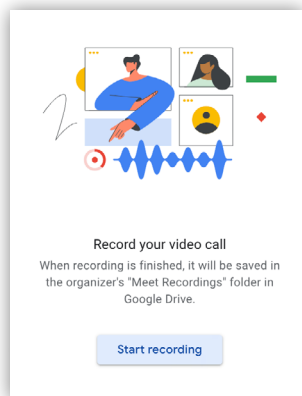 Record your video call
When recording is finished, it will be saved in
the organizer's "Meet Recordings" folder in
Google Drive.
Start recording